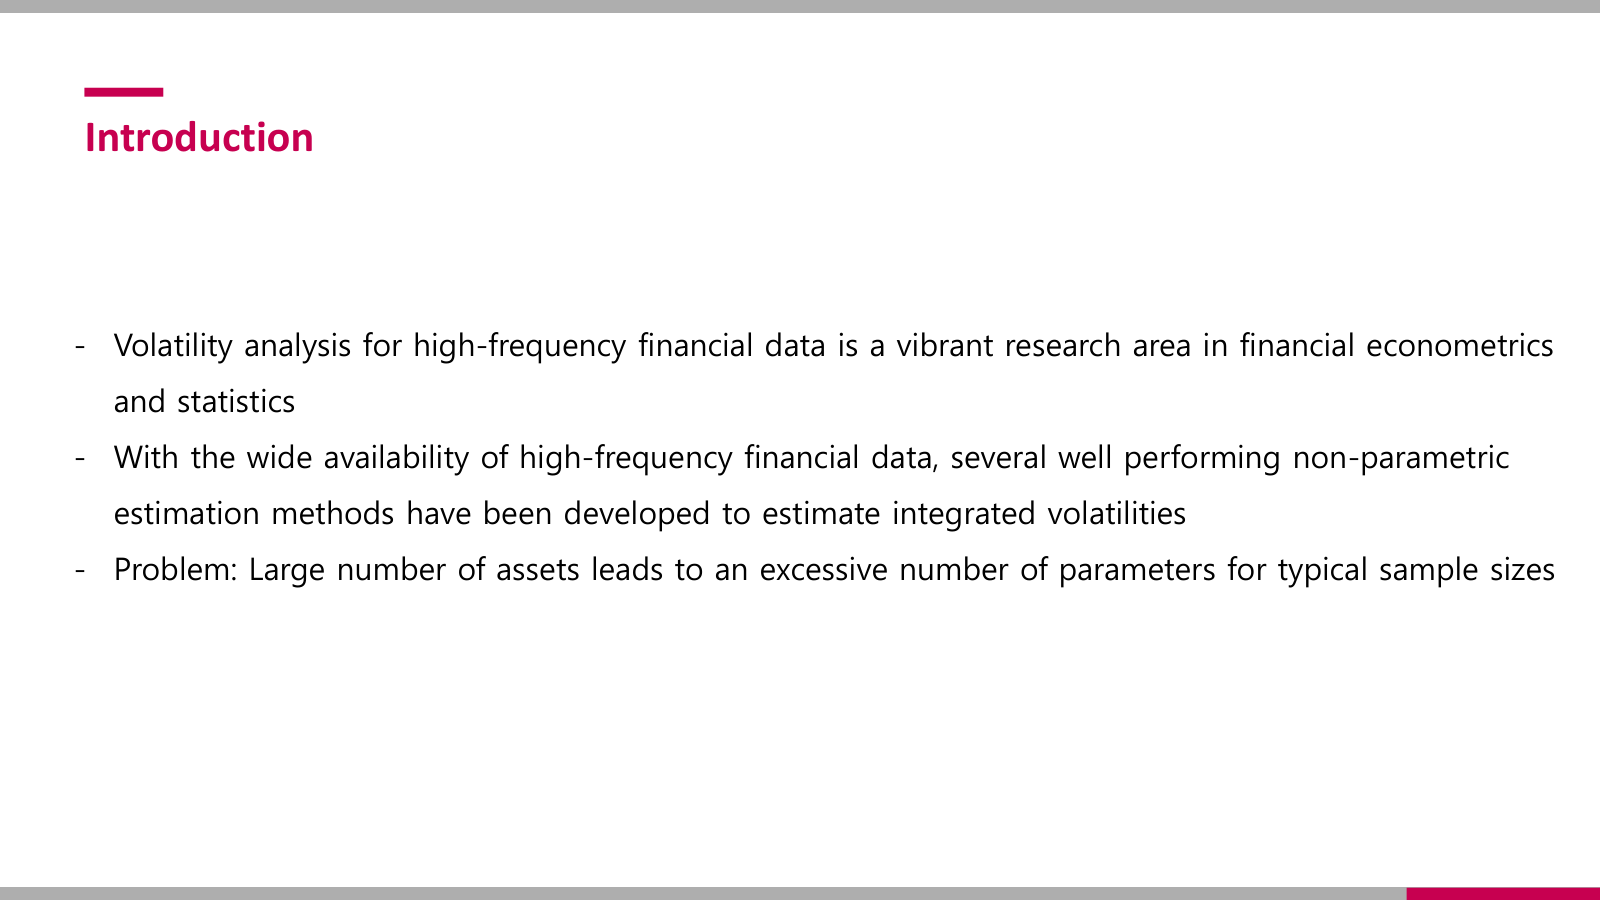 Introduction
- Volatility analysis for high-frequency financial data is a vibrant research area in financial econometrics
and statistics
- With the wide availability of high-frequency financial data, several well performing non-parametric
estimation methods have been developed to estimate integrated volatilities
- Problem: Large number of assets leads to an excessive number of parameters for typical sample sizes